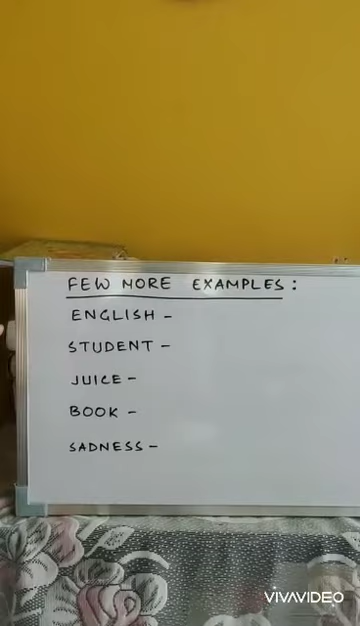 FEW MORE EXAMPLES :
ENGLISH -
STUDENT -
JUICE -
BOOK -
SADNESS -
VIVAVIDEO